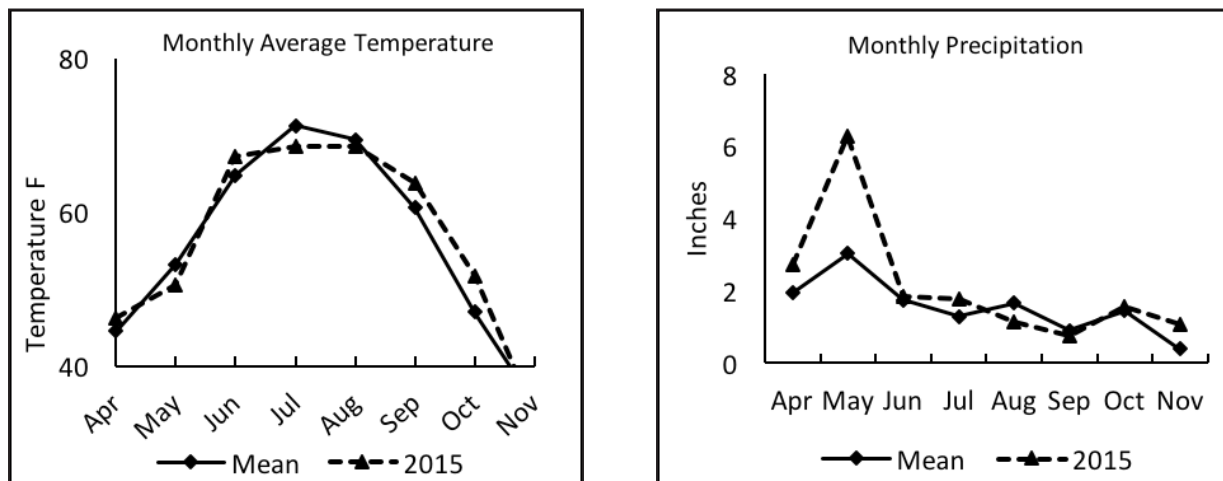 Monthly Average Temperature
80
60
40
Temperature F
Apr
May
Jun
Jul
Aug
Sep
Oct
Nov
Mean
2015
Monthly Precipitation
8
6
4
2
0
Inches
Apr May Jun Jul Aug Sep Oct Nov
Mean
2015